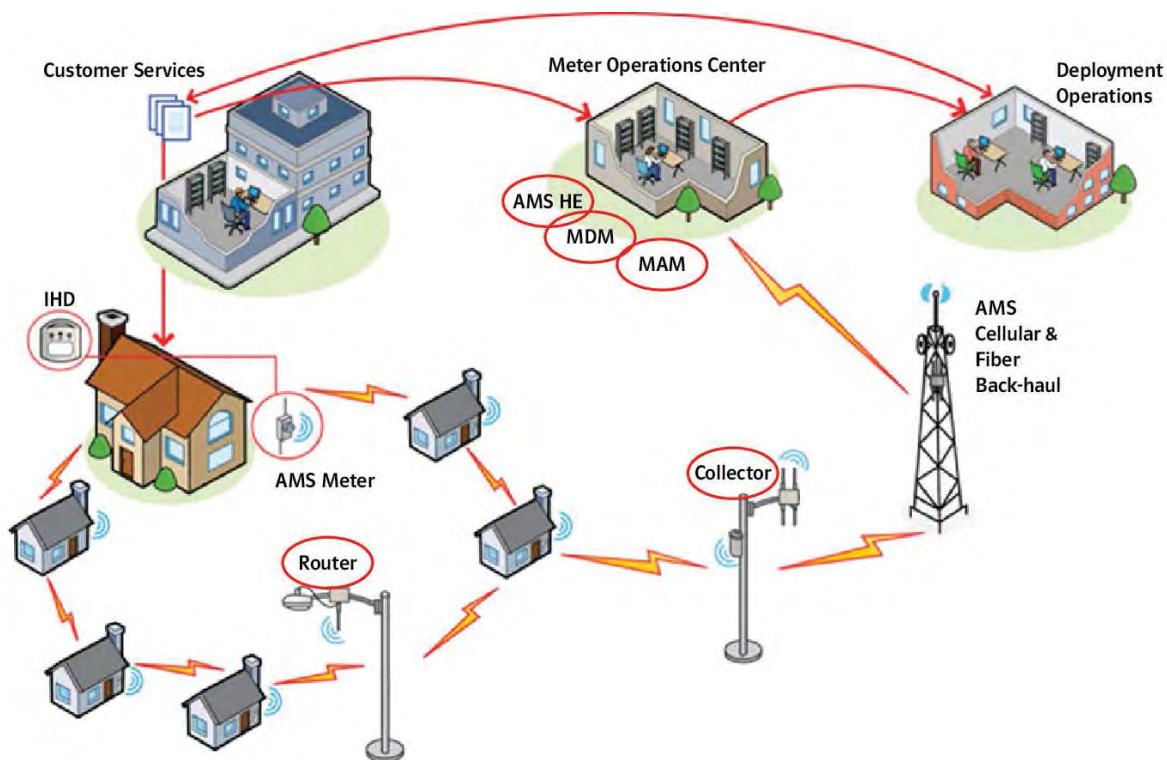 Customer Services
Meter Operations Center
Deployment
Operations
AMS HE
MDM
MAM
IHD
AMS
Cellular &
Fiber
Back-haul
AMS Meter
Collector
Router